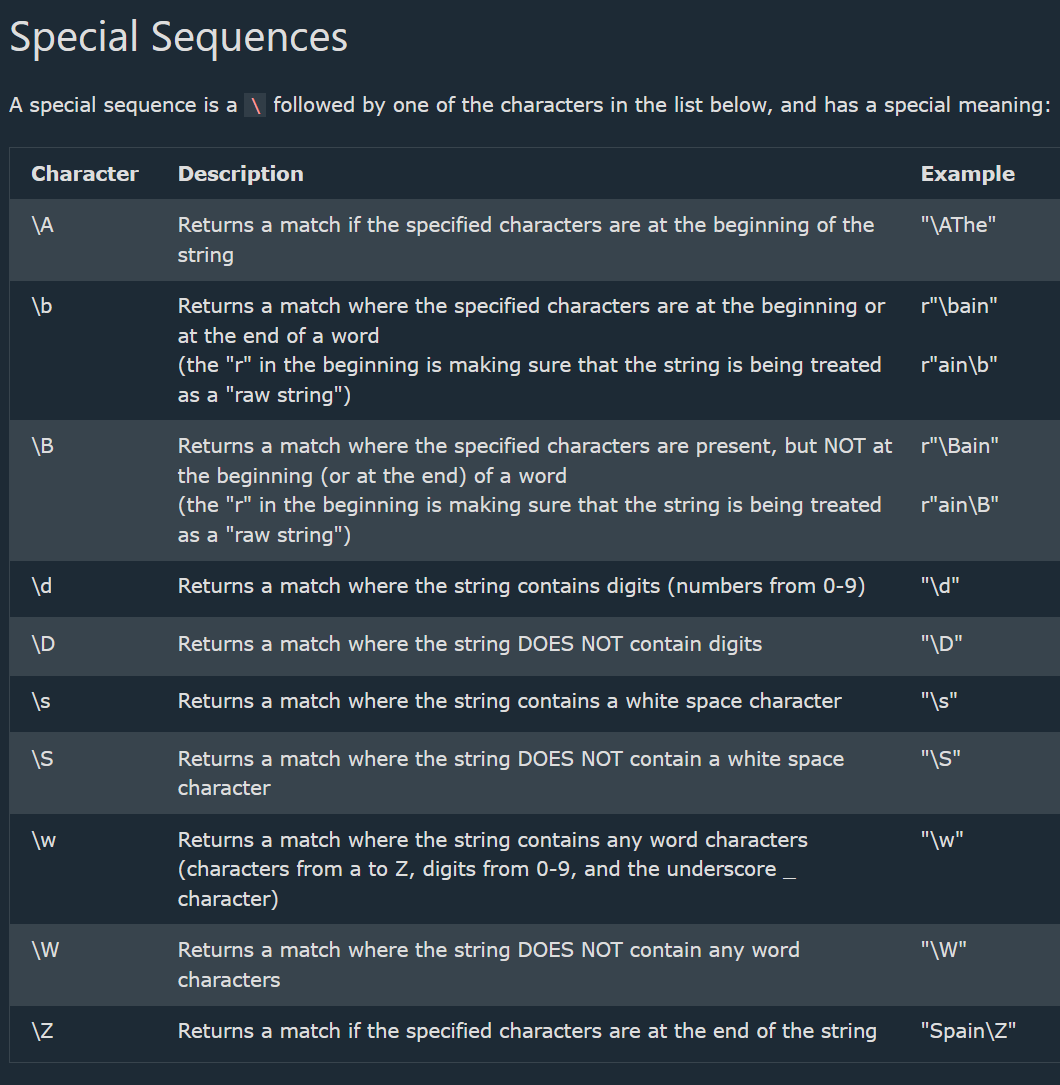 Special Sequences
A special sequence is a \ followed by one of the characters in the list below, and has a special meaning:
Character Description Example
\A Returns a match if the specified characters are at the beginning of the "\AThe"
string
\b Returns a match where the specified characters are at the beginning or r"\bain"
at the end of a word
(the "r" in the beginning is making sure that the string is being treated r"ain\b"
as a "raw string")
\B Returns a match where the specified characters are present, but NOT at r"\Bain"
the beginning (or at the end) of a word
(the "r" in the beginning is making sure that the string is being treated r"ain\B"
as a "raw string")
\d Returns a match where the string contains digits (numbers from 0-9) "\d"
\D Returns a match where the string DOES NOT contain digits "\D"
\s Returns a match where the string contains a white space character "\s"
\S Returns a match where the string DOES NOT contain a white space "\S"
character
\w Returns a match where the string contains any word characters "\w"
(characters from a to Z, digits from 0-9, and the underscore _
character)
\W Returns a match where the string DOES NOT contain any word "\W"
characters
\Z Returns a match if the specified characters are at the end of the string "Spain\Z"